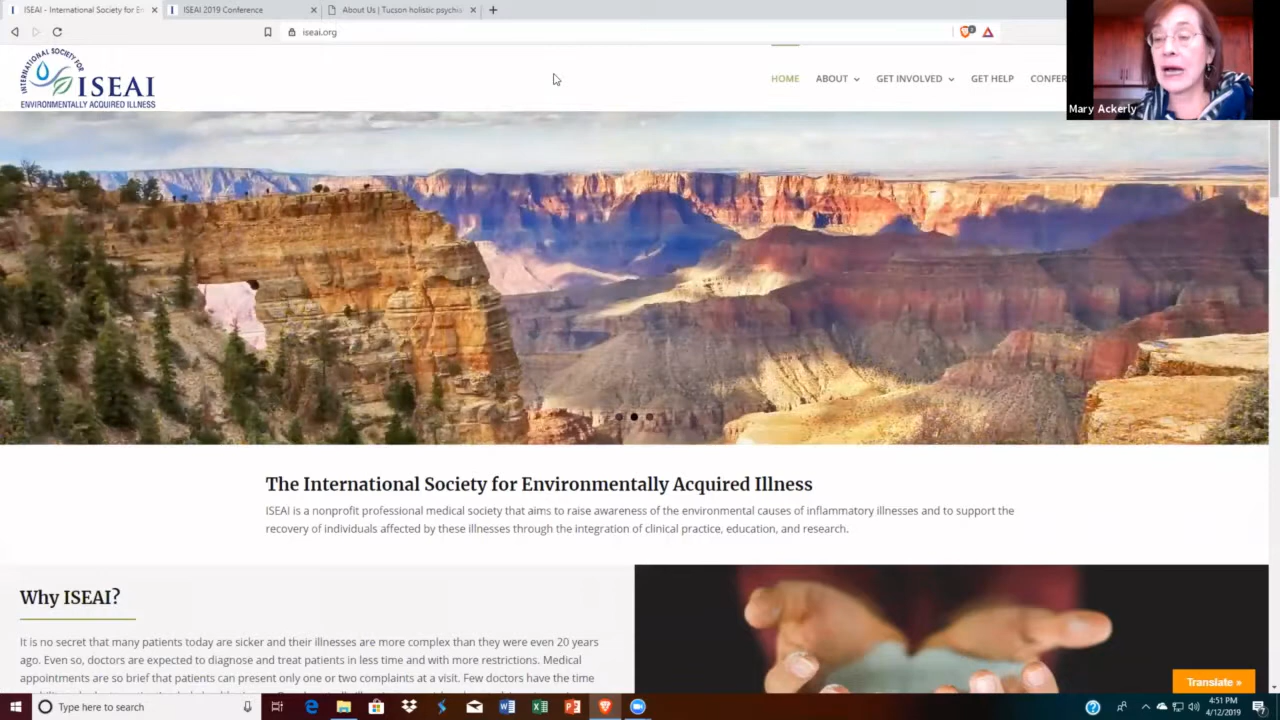 ISEAI - International Society for En
ISEAI 2019 Conference
About Us | Tucson holistic psychia
iseai.org
INTERNATIONAL SOCIETY FOR
ISEAI
ENVIRONMENTALLY ACQUIRED ILLNESS
HOME
ABOUT
GET INVOLVED
GET HELP
CONFER
Mary Ackerly
The International Society for Environmentally Acquired Illness
ISEAI is a nonprofit professional medical society that aims to raise awareness of the environmental causes of inflammatory illnesses and to support the
recovery of individuals affected by these illnesses through the integration of clinical practice, education, and research.
Why ISEAI?
It is no secret that many patients today are sicker and their illnesses are more complex than they were even 20 years
ago. Even so, doctors are expected to diagnose and treat patients in less time and with more restrictions. Medical
appointments are so brief that patients can present only one or two complaints at a visit. Few doctors have the time
Translate »
Type here to search
4:51 PM
4/12/2019